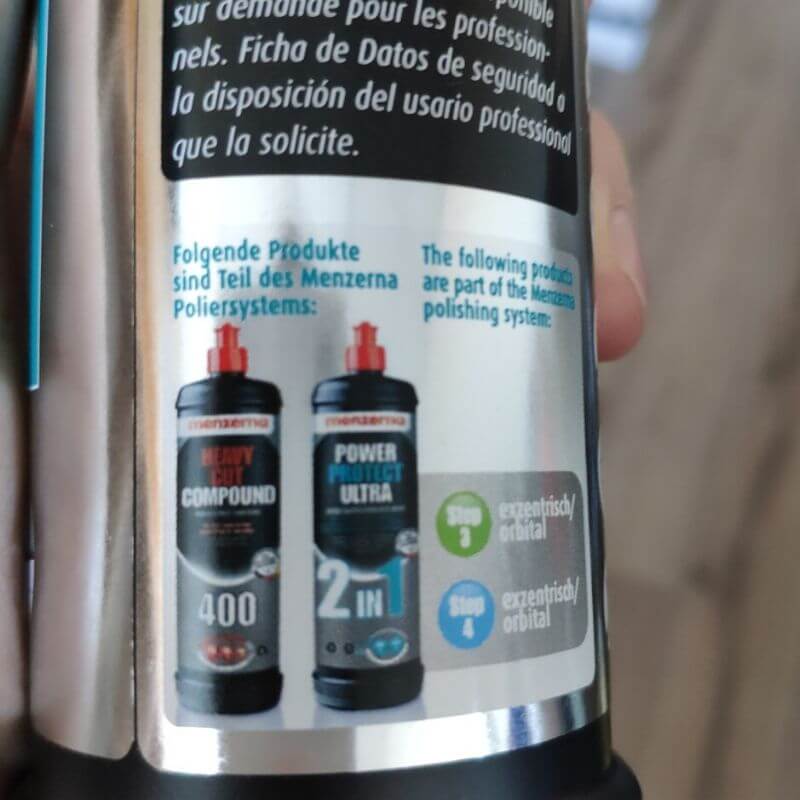 sur demande pour les profession-
nels. Ficha de Datos de seguridad a
la disposición del usario professional
que la solicite.
Folgende Produkte
sind Teil des Menzerna
Poliersystems:
The following products
are part of the Menzerna
polishing system:
menzerna
HEAVY
CUT
COMPOUND
400
menzerna
POWER
PROTECT
ULTRA
2 IN 1
Step
3
exzentrisch/
orbital
Step
4
exzentrisch/
orbital